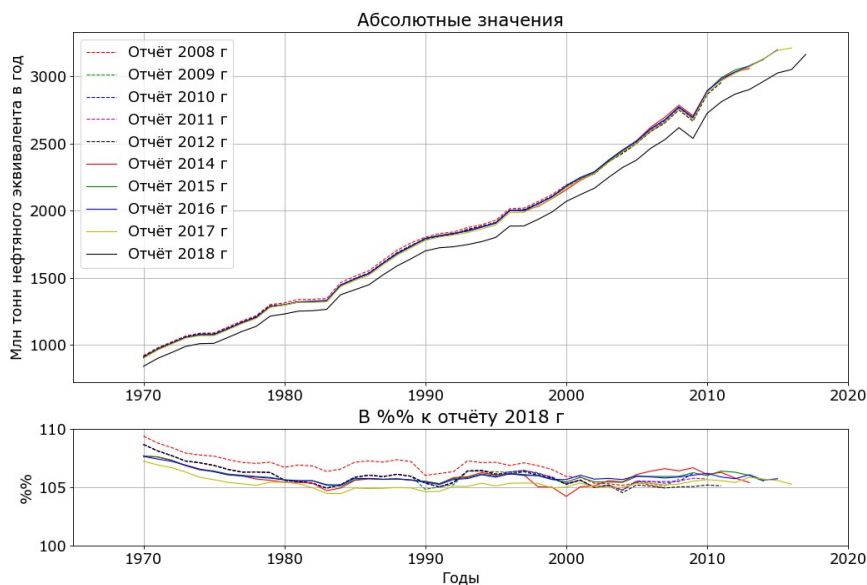 Абсолютные значения
Млн тонн нефтяного эквивалента в год
3000
2500
2000
1500
1000
Отчёт 2008 г
Отчёт 2009 г
Отчёт 2010 г
Отчёт 2011 г
Отчёт 2012 г
Отчёт 2014 г
Отчёт 2015 г
Отчёт 2016 г
Отчёт 2017 г
Отчёт 2018 г
1970 1980 1990 2000 2010 2020
В %% к отчёту 2018 г
%%
110
105
100
1970 1980 1990 2000 2010 2020
Годы